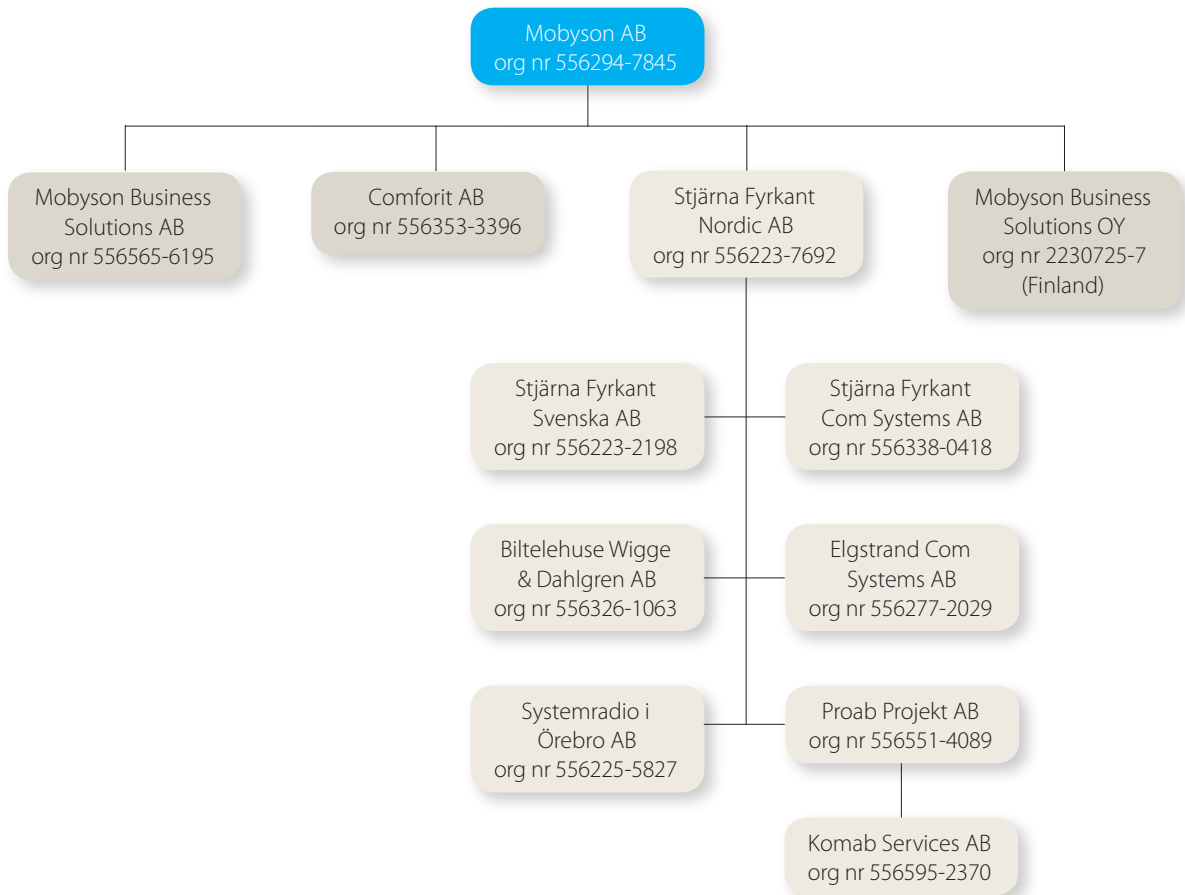 Mobyson AB
org nr 556294-7845
Mobyson Business
Solutions AB
org nr 556565-6195
Comforit AB
org nr 556353-3396
Stjärna Fyrkant
Nordic AB
org nr 556223-7692
Mobyson Business
Solutions OY
org nr 2230725-7
(Finland)
Stjärna Fyrkant
Svenska AB
org nr 556223-2198
Stjärna Fyrkant
Com Systems AB
org nr 556338-0418
Biltelehuse Wigge
& Dahlgren AB
org nr 556326-1063
Elgstrand Com
Systems AB
org nr 556277-2029
Systemradio i
Örebro AB
org nr 556225-5827
Proab Projekt AB
org nr 556551-4089
Komab Services AB
org nr 556595-2370